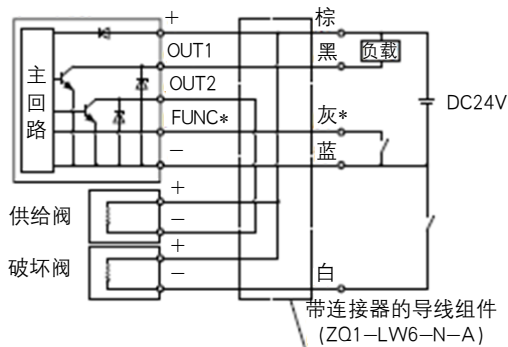 +
棕
OUT1
黑
负载
主回路
OUT2
DC24V
FUNC*
灰*
−
蓝
+
供给阀
−
+
破坏阀
−
白
带连接器的导线组件
(ZQ1−LW6−N−A)